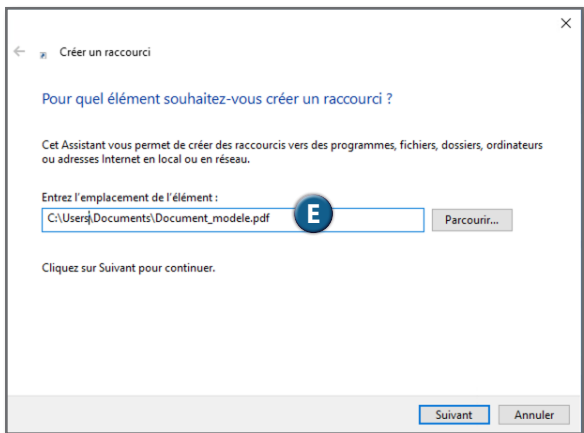 Créer un raccourci
Pour quel élément souhaitez-vous créer un raccourci ?
Cet Assistant vous permet de créer des raccourcis vers des programmes, fichiers, dossiers, ordinateurs
ou adresses Internet en local ou en réseau.
Entrez l'emplacement de l'élément :
C:\Users\Documents\Document_modele.pdf E Parcourir...
Cliquez sur Suivant pour continuer.
Suivant Annuler